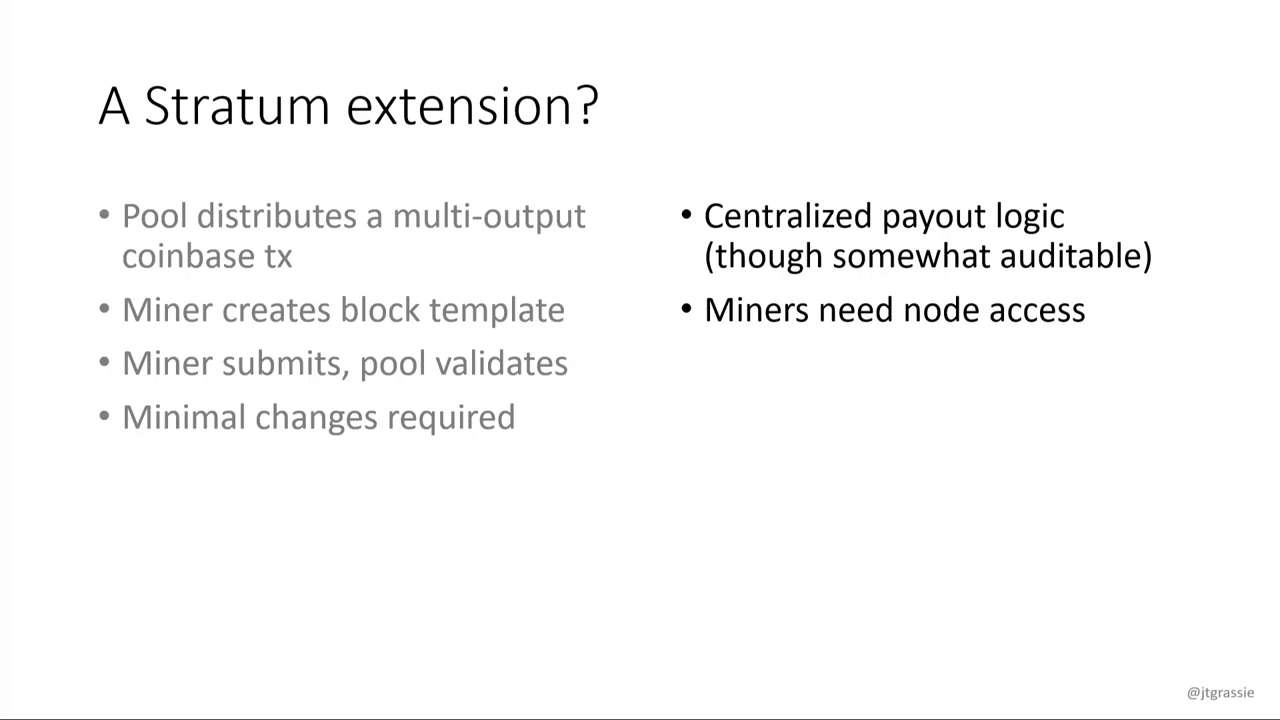 A Stratum extension?
• Pool distributes a multi-output
coinbase tx
• Miner creates block template
• Miner submits, pool validates
• Minimal changes required
• Centralized payout logic
(though somewhat auditable)
• Miners need node access
@jtgrassie